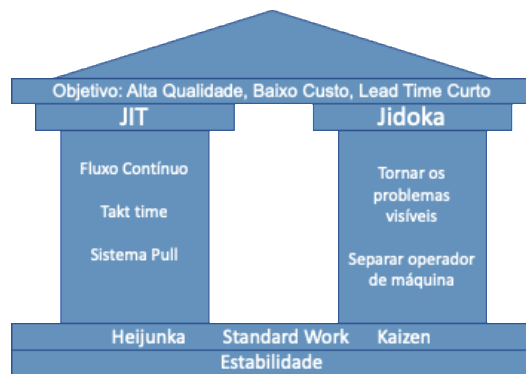 Objetivo: Alta Qualidade, Baixo Custo, Lead Time Curto
JIT
Fluxo Contínuo
Takt time
Sistema Pull
Jidoka
Tornar os
problemas
visíveis
Separar operador
de máquina
Heijunka Standard Work Kaizen
Estabilidade